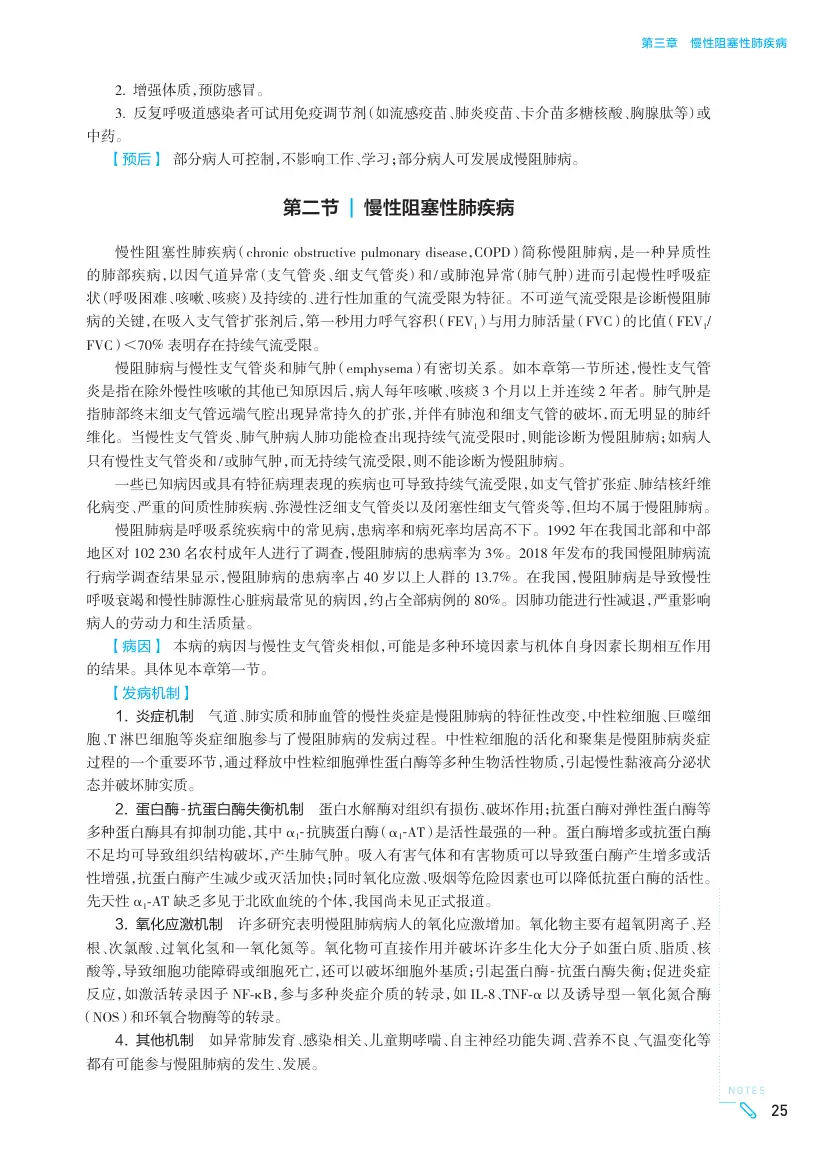 第三章 慢性阻塞性肺疾病
2. 增强体质,预防感冒。
3. 反复呼吸道感染者可试用免疫调节剂(如流感疫苗、肺炎疫苗、卡介苗多糖核酸、胸腺肽等)或
中药。
【预后】 部分病人可控制,不影响工作、学习;部分病人可发展成慢阻肺病。
第二节 | 慢性阻塞性肺疾病
慢性阻塞性肺疾病(chronic obstructive pulmonary disease,COPD)简称慢阻肺病,是一种异质性
的肺部疾病,以因气道异常(支气管炎、细支气管炎)和/或肺泡异常(肺气肿)进而引起慢性呼吸症
状(呼吸困难、咳嗽、咳痰)及持续的、进行性加重的气流受限为特征。不可逆气流受限是诊断慢阻肺
病的关键,在吸入支气管扩张剂后,第一秒用力呼气容积(FEV₁)与用力肺活量(FVC)的比值(FEV₁/
FVC)<70% 表明存在持续气流受限。
慢阻肺病与慢性支气管炎和肺气肿(emphysema)有密切关系。如本章第一节所述,慢性支气管
炎是指在除外慢性咳嗽的其他已知原因后,病人每年咳嗽、咳痰 3 个月以上并连续 2 年者。肺气肿是
指肺部终末细支气管远端气腔出现异常持久的扩张,并伴有肺泡和细支气管的破坏,而无明显的肺纤
维化。当慢性支气管炎、肺气肿病人肺功能检查出现持续气流受限时,则能诊断为慢阻肺病;如病人
只有慢性支气管炎和/或肺气肿,而无持续气流受限,则不能诊断为慢阻肺病。
一些已知病因或具有特征病理表现的疾病也可导致持续气流受限,如支气管扩张症、肺结核纤维
化病变、严重的间质性肺疾病、弥漫性泛细支气管炎以及闭塞性细支气管炎等,但均不属于慢阻肺病。
慢阻肺病是呼吸系统疾病中的常见病,患病率和病死率均居高不下。1992 年在我国北部和中部
地区对 102 230 名农村成年人进行了调查,慢阻肺病的患病率为 3%。2018 年发布的我国慢阻肺病流
行病学调查结果显示,慢阻肺病的患病率占 40 岁以上人群的 13.7%。在我国,慢阻肺病是导致慢性
呼吸衰竭和慢性肺源性心脏病最常见的病因,约占全部病例的 80%。因肺功能进行性减退,严重影响
病人的劳动力和生活质量。
【病因】 本病的病因与慢性支气管炎相似,可能是多种环境因素与机体自身因素长期相互作用
的结果。具体见本章第一节。
【发病机制】
1. 炎症机制 气道、肺实质和肺血管的慢性炎症是慢阻肺病的特征性改变,中性粒细胞、巨噬细
胞、T 淋巴细胞等炎症细胞参与了慢阻肺病的发病过程。中性粒细胞的活化和聚集是慢阻肺病炎症
过程的一个重要环节,通过释放中性粒细胞弹性蛋白酶等多种生物活性物质,引起慢性黏液高分泌状
态并破坏肺实质。
2. 蛋白酶-抗蛋白酶失衡机制 蛋白水解酶对组织有损伤、破坏作用;抗蛋白酶对弹性蛋白酶等
多种蛋白酶具有抑制功能,其中 α₁-抗胰蛋白酶(α₁-AT)是活性最强的一种。蛋白酶增多或抗蛋白酶
不足均可导致组织结构破坏,产生肺气肿。吸入有害气体和有害物质可以导致蛋白酶产生增多或活
性增强,抗蛋白酶产生减少或灭活加快;同时氧化应激、吸烟等危险因素也可以降低抗蛋白酶的活性。
先天性 α₁-AT 缺乏多见于北欧血统的个体,我国尚未见正式报道。
3. 氧化应激机制 许多研究表明慢阻肺病病人的氧化应激增加。氧化物主要有超氧阴离子、羟
根、次氯酸、过氧化氢和一氧化氮等。氧化物可直接作用并破坏许多生化大分子如蛋白质、脂质、核
酸等,导致细胞功能障碍或细胞死亡,还可以破坏细胞外基质;引起蛋白酶-抗蛋白酶失衡;促进炎症
反应,如激活转录因子 NF-κB,参与多种炎症介质的转录,如 IL-8、TNF-α 以及诱导型一氧化氮合酶
(NOS)和环氧合物酶等的转录。
4. 其他机制 如异常肺发育、感染相关、儿童期哮喘、自主神经功能失调、营养不良、气温变化等
都有可能参与慢阻肺病的发生、发展。
NOTES
25